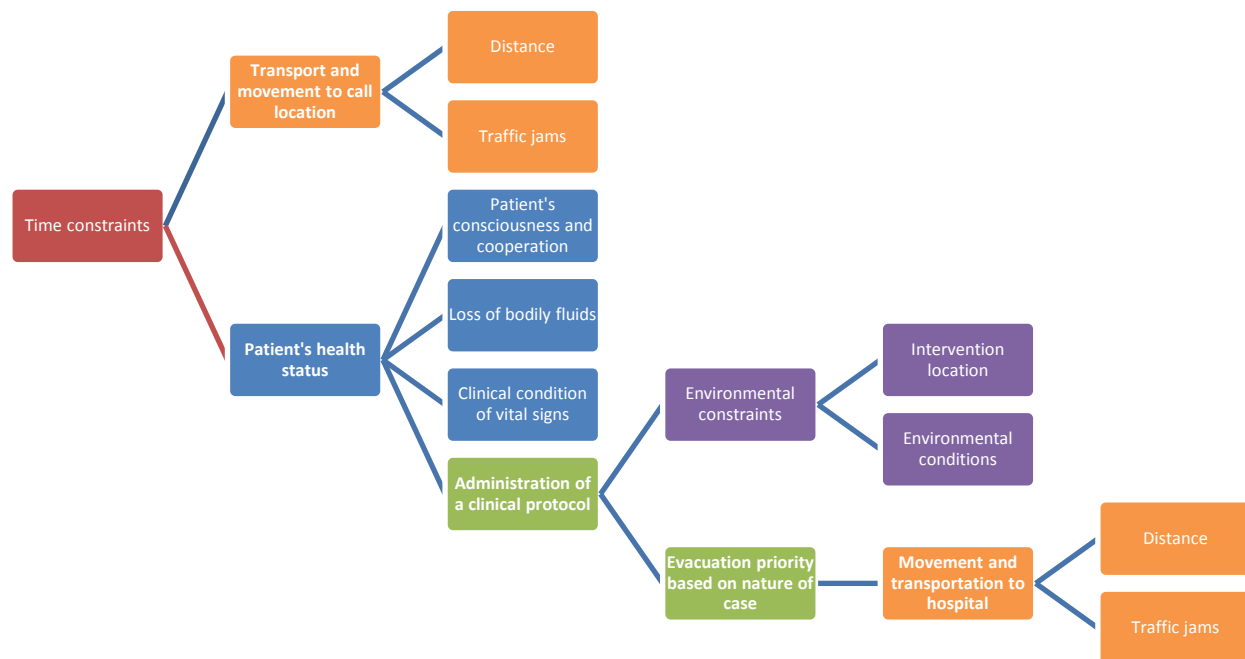 Distance
Transport and
movement to call
location
Traffic jams
Time constraints
Patient's
consciousness and
cooperation
Loss of bodily fluids
Patient's health
status
Clinical condition
of vital signs
Administration of
a clinical protocol
Environmental
constraints
Intervention
location
Environmental
conditions
Evacuation priority
based on nature of
case
Movement and
transportation to
hospital
Distance
Traffic jams